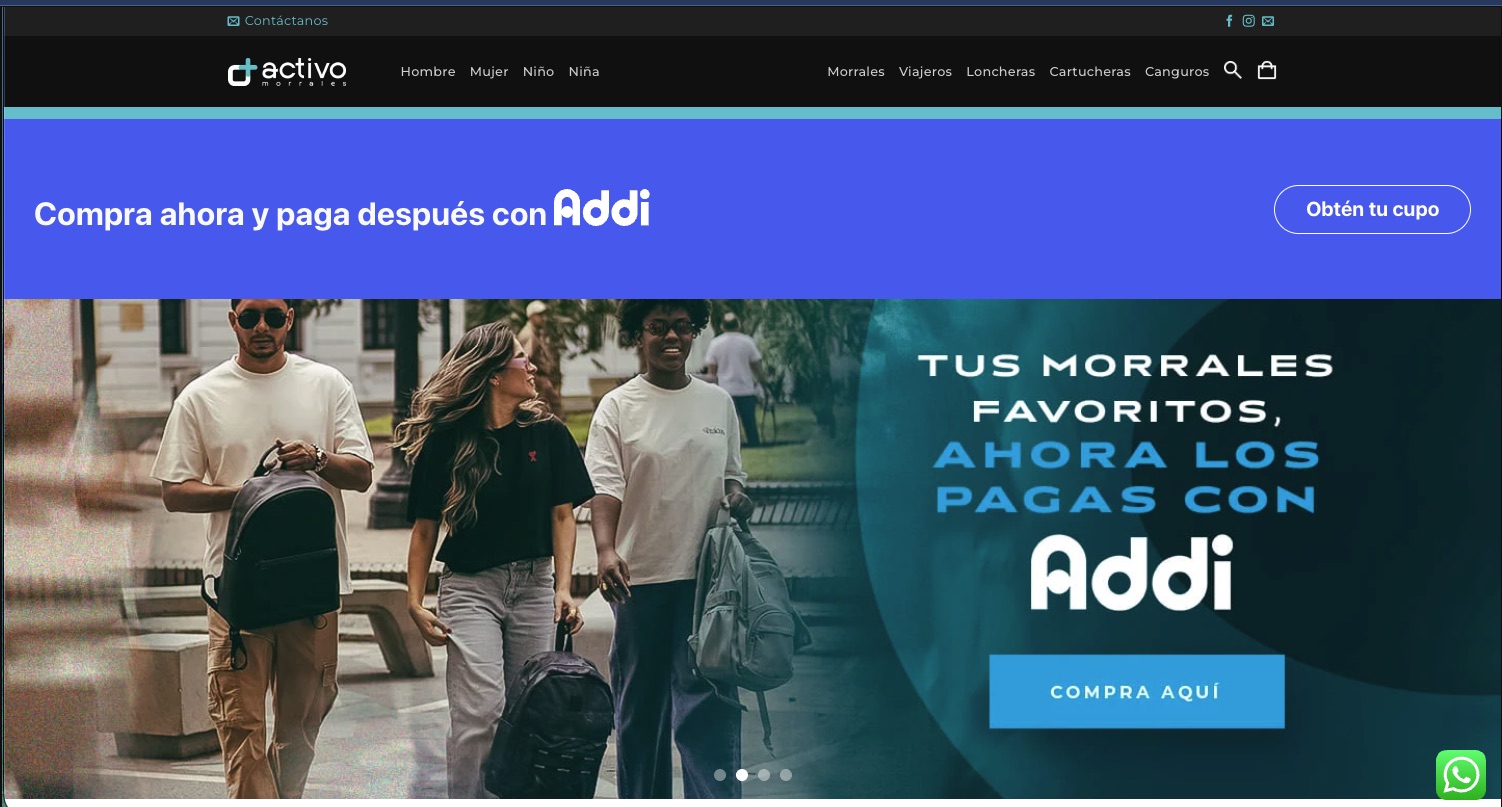 Contáctanos
activo
morrales
Hombre Mujer Niño Niña
Morrales Viajeros Loncheras Cartucheras Canguros
Compra ahora y paga después con Addi
Obtén tu cupo
TUS MORRALES
FAVORITOS,
AHORA LOS
PAGAS CON
Addi
COMPRA AQUÍ